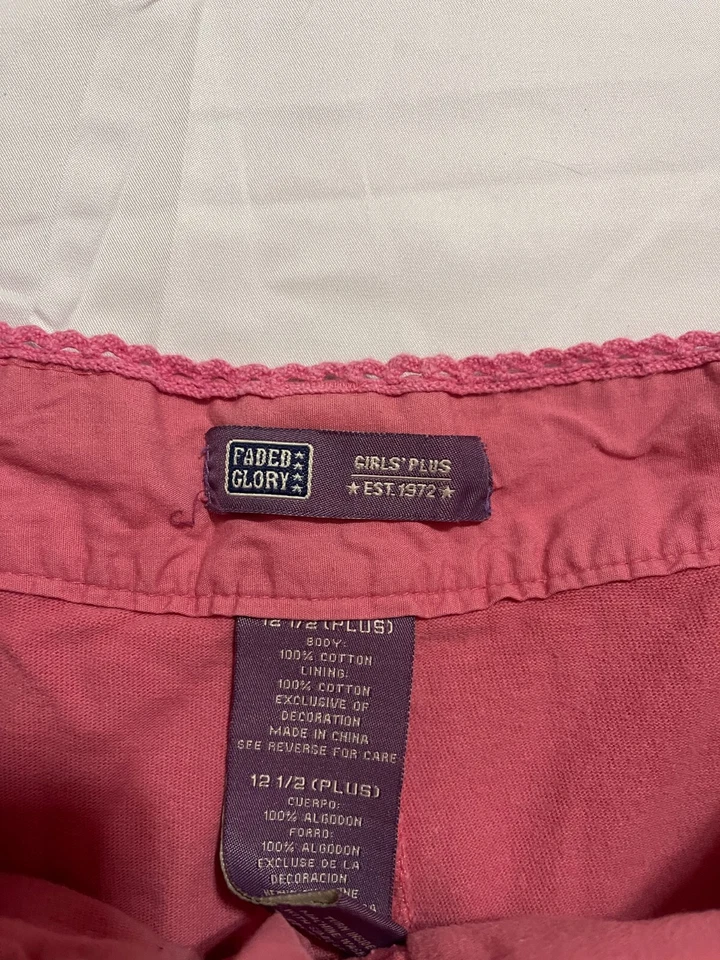 FADED
GLORY
GIRLS' PLUS
★ EST. 1972 ★
12 1/2 (PLUS)
BODY:
100% COTTON
LINING:
100% COTTON
EXCLUSIVE OF
DECORATION
MADE IN CHINA
SEE REVERSE FOR CARE
12 1/2 (PLUS)
CUERPO:
100% ALGODON
FORRO:
100% ALGODON
EXCLUSE DE LA
DECORACION